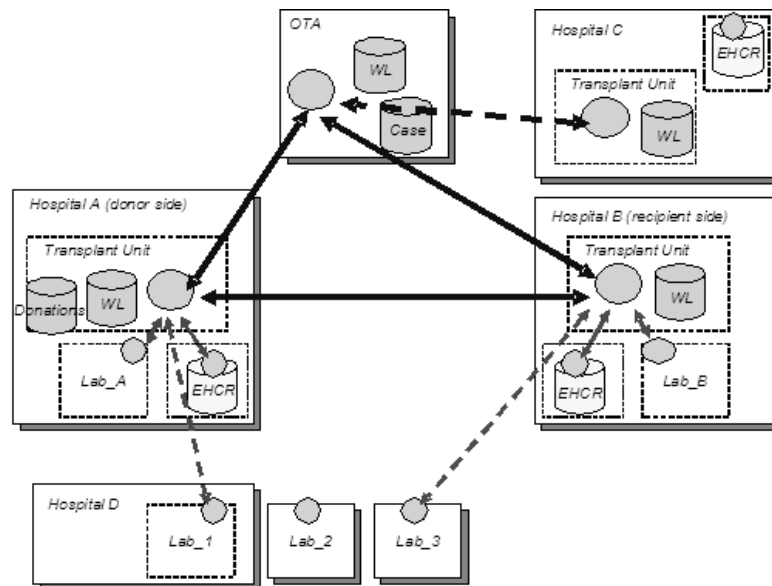 OTA
WL
Case
Hospital C
EHCR
Transplant Unit
WL
Hospital A (donor side)
Transplant Unit
Donations
WL
Lab_A
EHCR
Hospital B (recipient side)
Transplant Unit
WL
EHCR
Lab_B
Hospital D
Lab_1
Lab_2
Lab_3